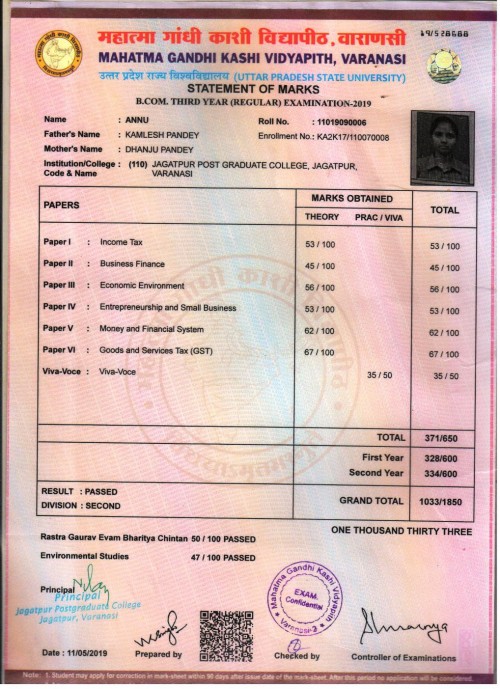 महात्मा गांधी काशी विद्यापीठ, वाराणसी
19/528688
MAHATMA GANDHI KASHI VIDYAPITH, VARANASI
उत्तर प्रदेश राज्य विश्वविद्यालय (UTTAR PRADESH STATE UNIVERSITY)
STATEMENT OF MARKS
B.COM. THIRD YEAR (REGULAR) EXAMINATION-2019
Name : ANNU Roll No. : 11019090006
Father's Name : KAMLESH PANDEY Enrollment No.: KA2K17/110070008
Mother's Name : DHANJU PANDEY
Institution/College : (110) JAGATPUR POST GRADUATE COLLEGE, JAGATPUR,
Code & Name VARANASI
PAPERS MARKS OBTAINED TOTAL
THEORY PRAC / VIVA
Paper I : Income Tax 53 / 100 53 / 100
Paper II : Business Finance 45 / 100 45 / 100
Paper III : Economic Environment 56 / 100 56 / 100
Paper IV : Entrepreneurship and Small Business 53 / 100 53 / 100
Paper V : Money and Financial System 62 / 100 62 / 100
Paper VI : Goods and Services Tax (GST) 67 / 100 67 / 100
Viva-Voce : Viva-Voce 35 / 50 35 / 50
TOTAL 371/650
First Year 328/600
Second Year 334/600
RESULT : PASSED
DIVISION : SECOND
GRAND TOTAL 1033/1850
ONE THOUSAND THIRTY THREE
Rastra Gaurav Evam Bharitya Chintan 50 / 100 PASSED
Environmental Studies 47 / 100 PASSED
Principal
Principal
Jagatpur Postgraduate College
Jagatpur, Varanasi
Mahatma Gandhi Kashi Vidyapith
EXAM.
Confidential
Varanasi-2
Date : 11/05/2019 Prepared by Checked by Controller of Examinations
Note: 1. Student may apply for correction in mark-sheet within 90 days after issue date of the mark-sheet. After this period no application will be considered.